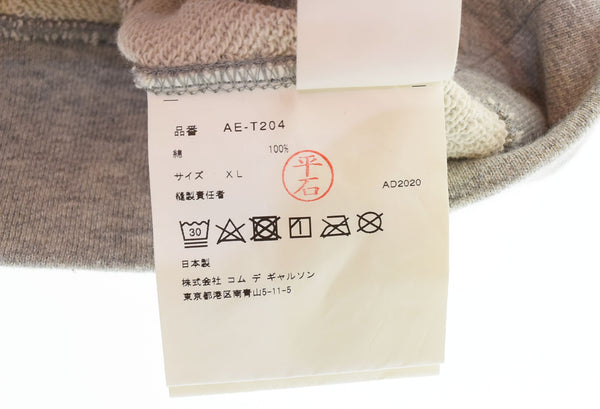 品番 AE-T204
綿 100%
サイズ XL
縫製責任者
平石
AD2020
30
日本製
株式会社 コム デ ギャルソン
東京都港区南青山5-11-5